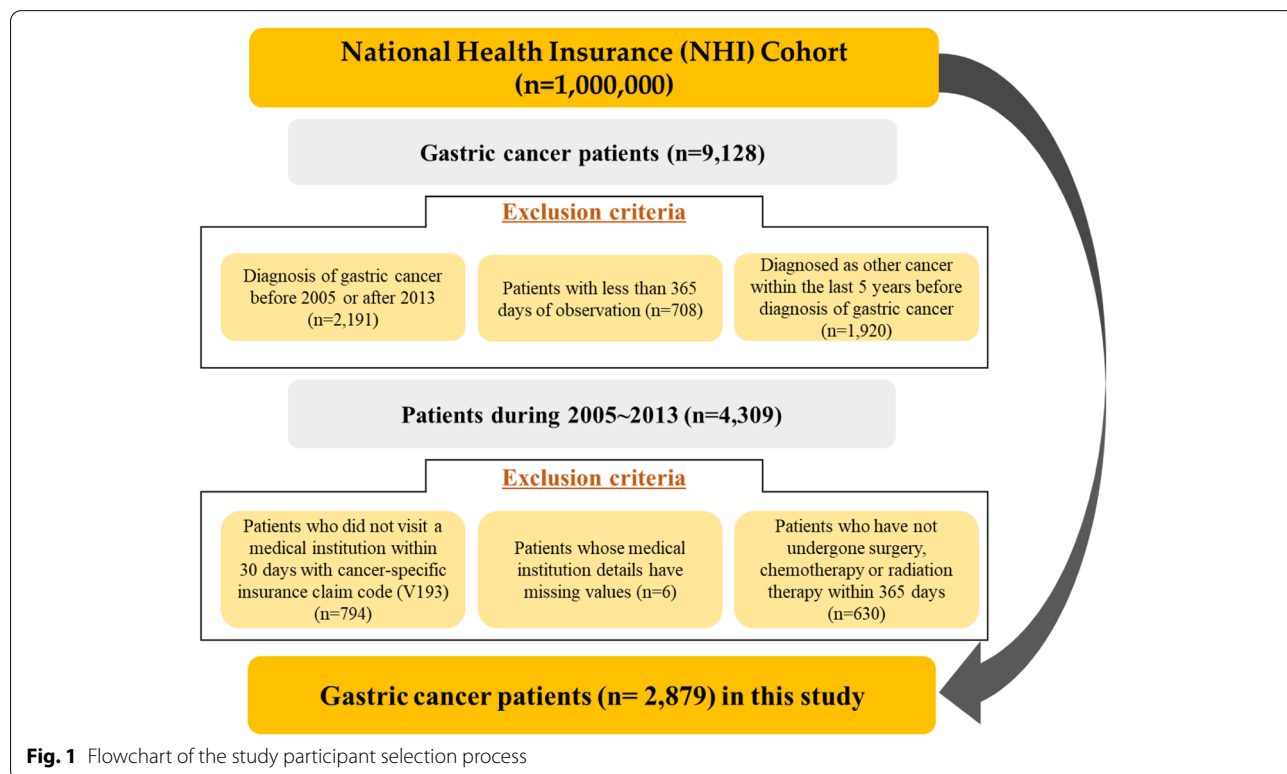 National Health Insurance (NHI) Cohort
(n=1,000,000)
Gastric cancer patients (n=9,128)
Exclusion criteria
Diagnosis of gastric cancer
before 2005 or after 2013
(n=2,191)
Patients with less than 365
days of observation (n=708)
Diagnosed as other cancer
within the last 5 years before
diagnosis of gastric cancer
(n=1,920)
Patients during 2005~2013 (n=4,309)
Exclusion criteria
Patients who did not visit a
medical institution within
30 days with cancer-specific
insurance claim code (V193)
(n=794)
Patients whose medical
institution details have
missing values (n=6)
Patients who have not
undergone surgery,
chemotherapy or radiation
therapy within 365 days
(n=630)
Gastric cancer patients (n= 2,879) in this study
Fig. 1 Flowchart of the study participant selection process